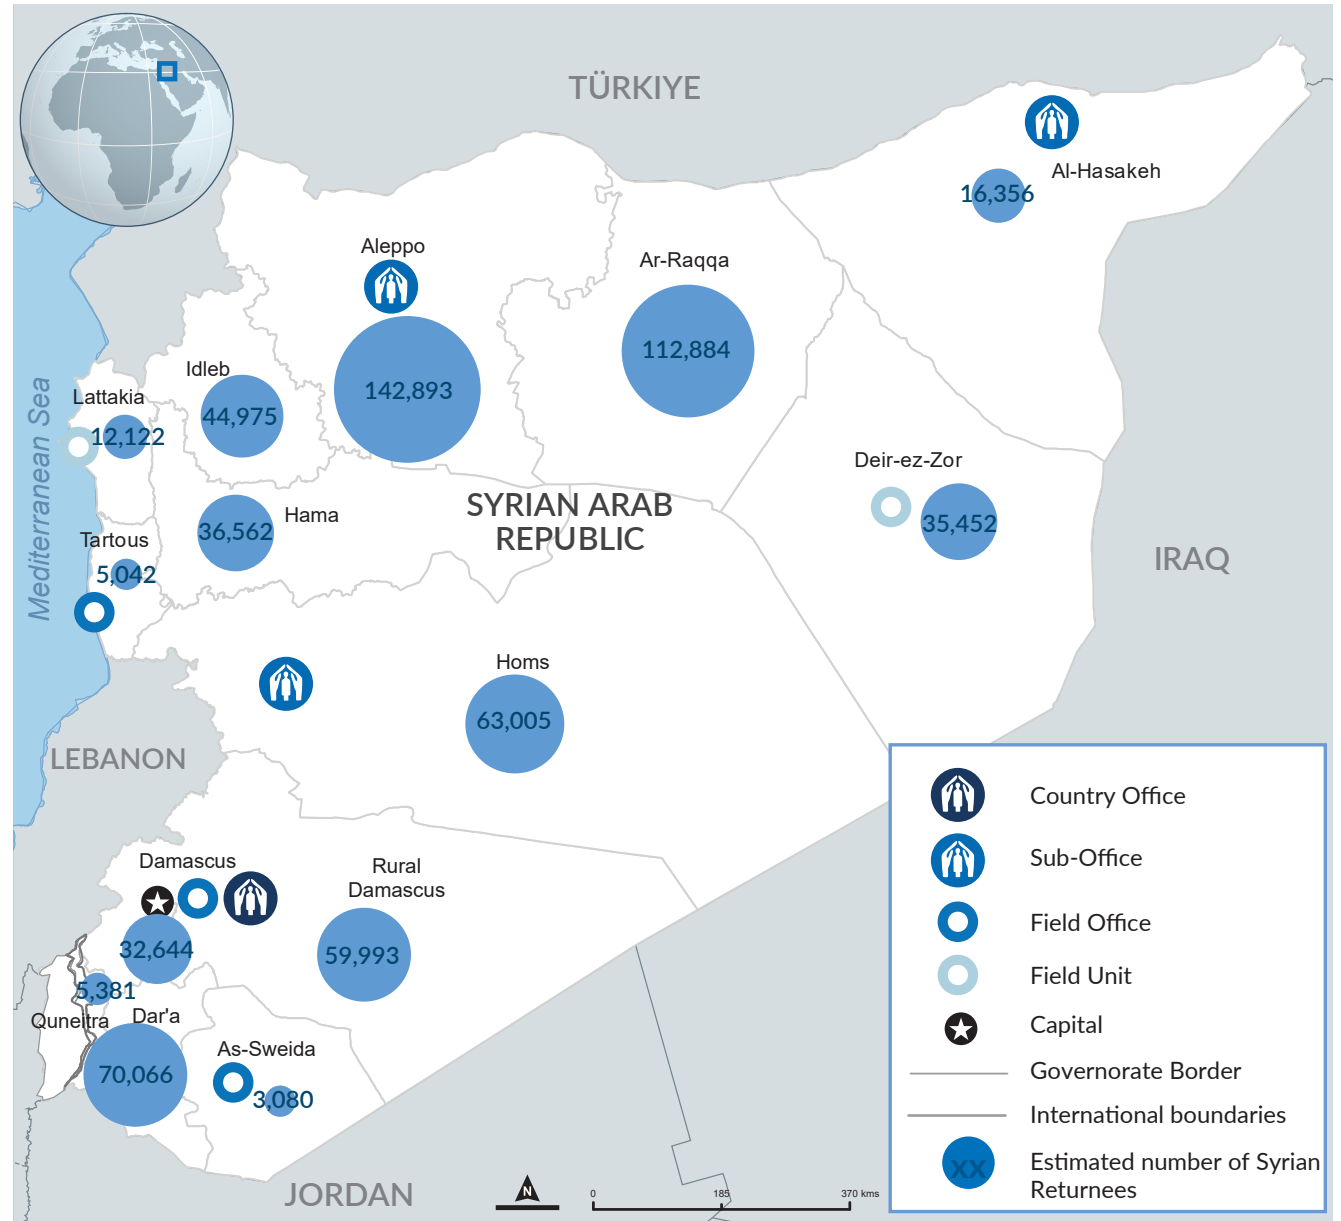 TÜRKIYE
Al-Hasakeh
16,356
Aleppo
142,893
Ar-Raqqa
112,884
Idleb
44,975
Lattakia
12,122
Mediterranean Sea
Deir-ez-Zor
35,452
SYRIAN ARAB
REPUBLIC
Hama
36,562
Tartous
5,042
IRAQ
Homs
63,005
LEBANON
Damascus
32,644
Rural
Damascus
59,993
5,381
Quneitra
Dar'a
70,066
As-Sweida
3,080
JORDAN
N
0
185
370 kms
Country Office
Sub-Office
Field Office
Field Unit
Capital
Governorate Border
International boundaries
xx
Estimated number of Syrian
Returnees